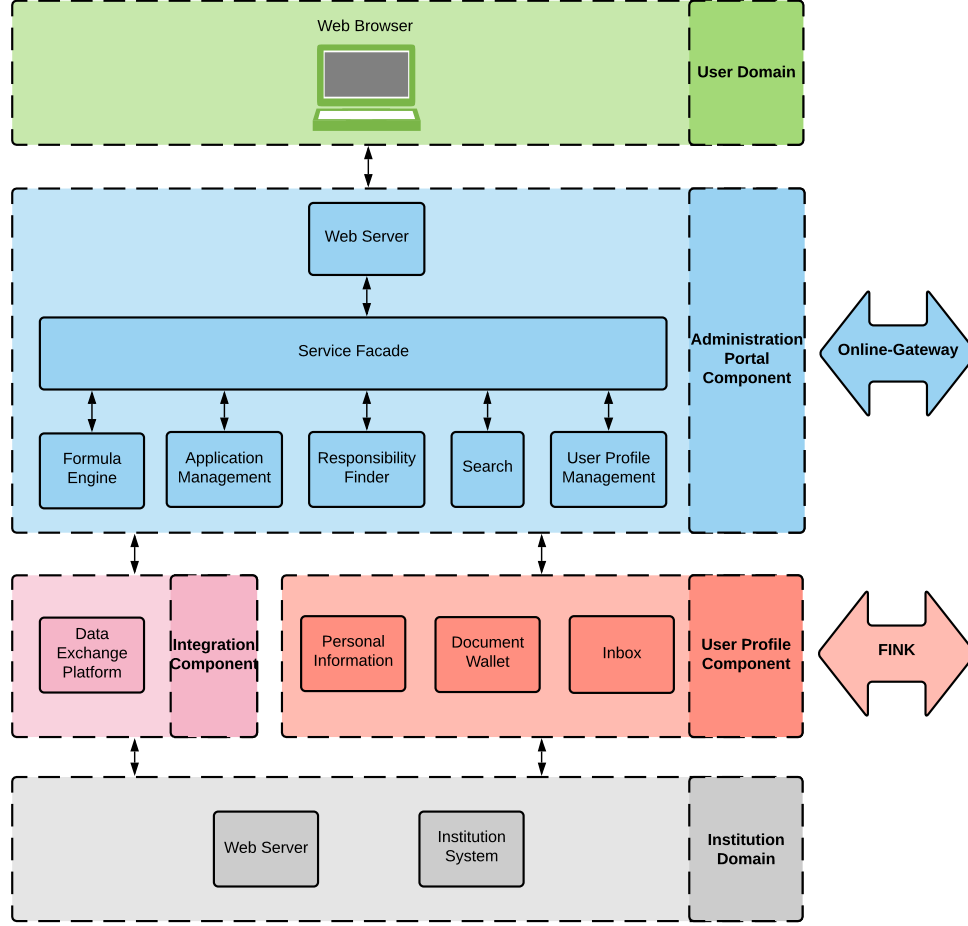 Web Browser
User Domain
Web Server
Service Facade
Administration
Portal
Component
Online-Gateway
Formula
Engine
Application
Management
Responsibility
Finder
Search
User Profile
Management
Data
Exchange
Platform
Integration
Component
Personal
Information
Document
Wallet
Inbox
User Profile
Component
FINK
Web Server
Institution
System
Institution
Domain